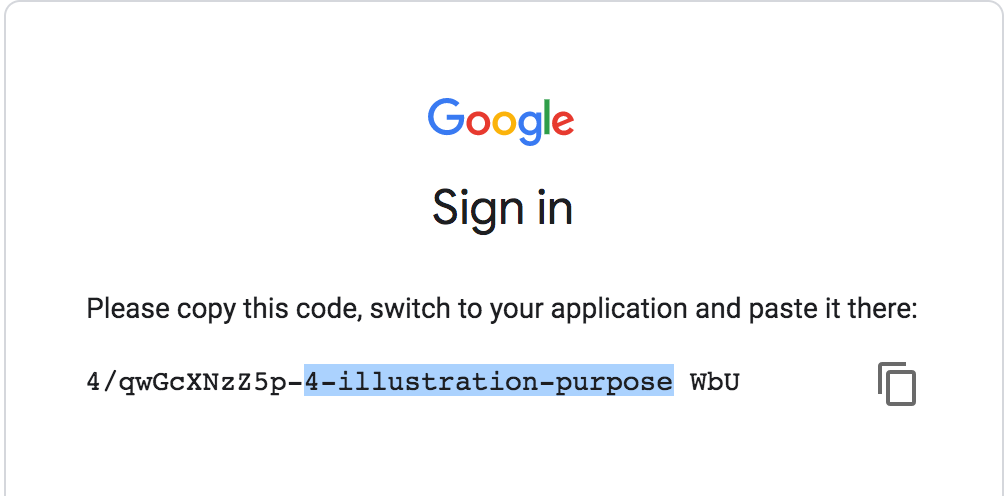 Google
Sign in
Please copy this code, switch to your application and paste it there:
4/qwGcXNzZ5p-4-illustration-purpose WbU